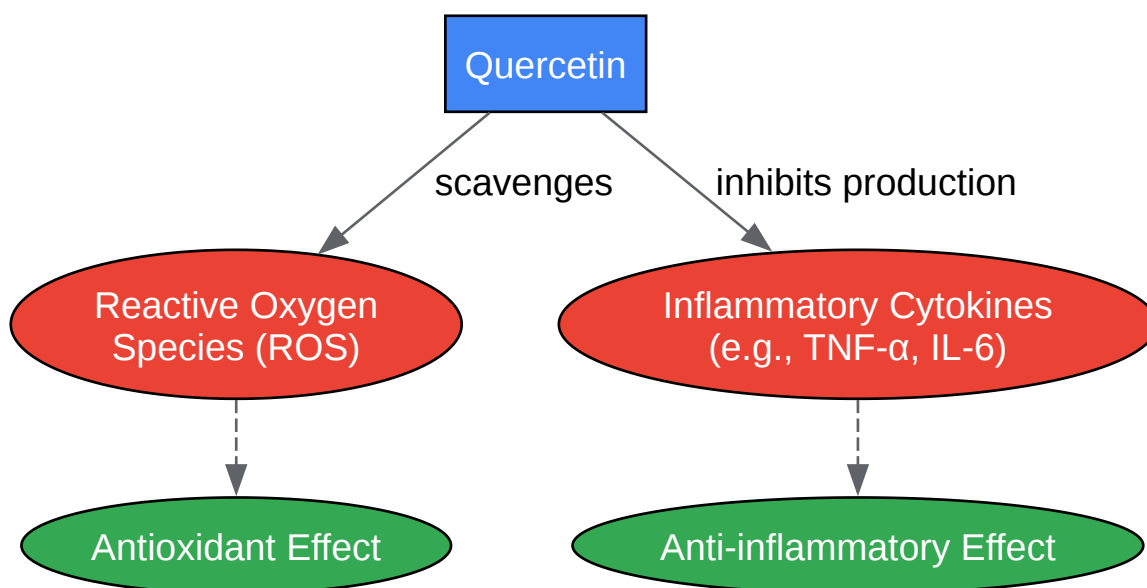 Quercetin
scavenges
inhibits production
Reactive Oxygen
Species (ROS)
Inflammatory Cytokines
(e.g., TNF-α, IL-6)
Antioxidant Effect
Anti-inflammatory Effect